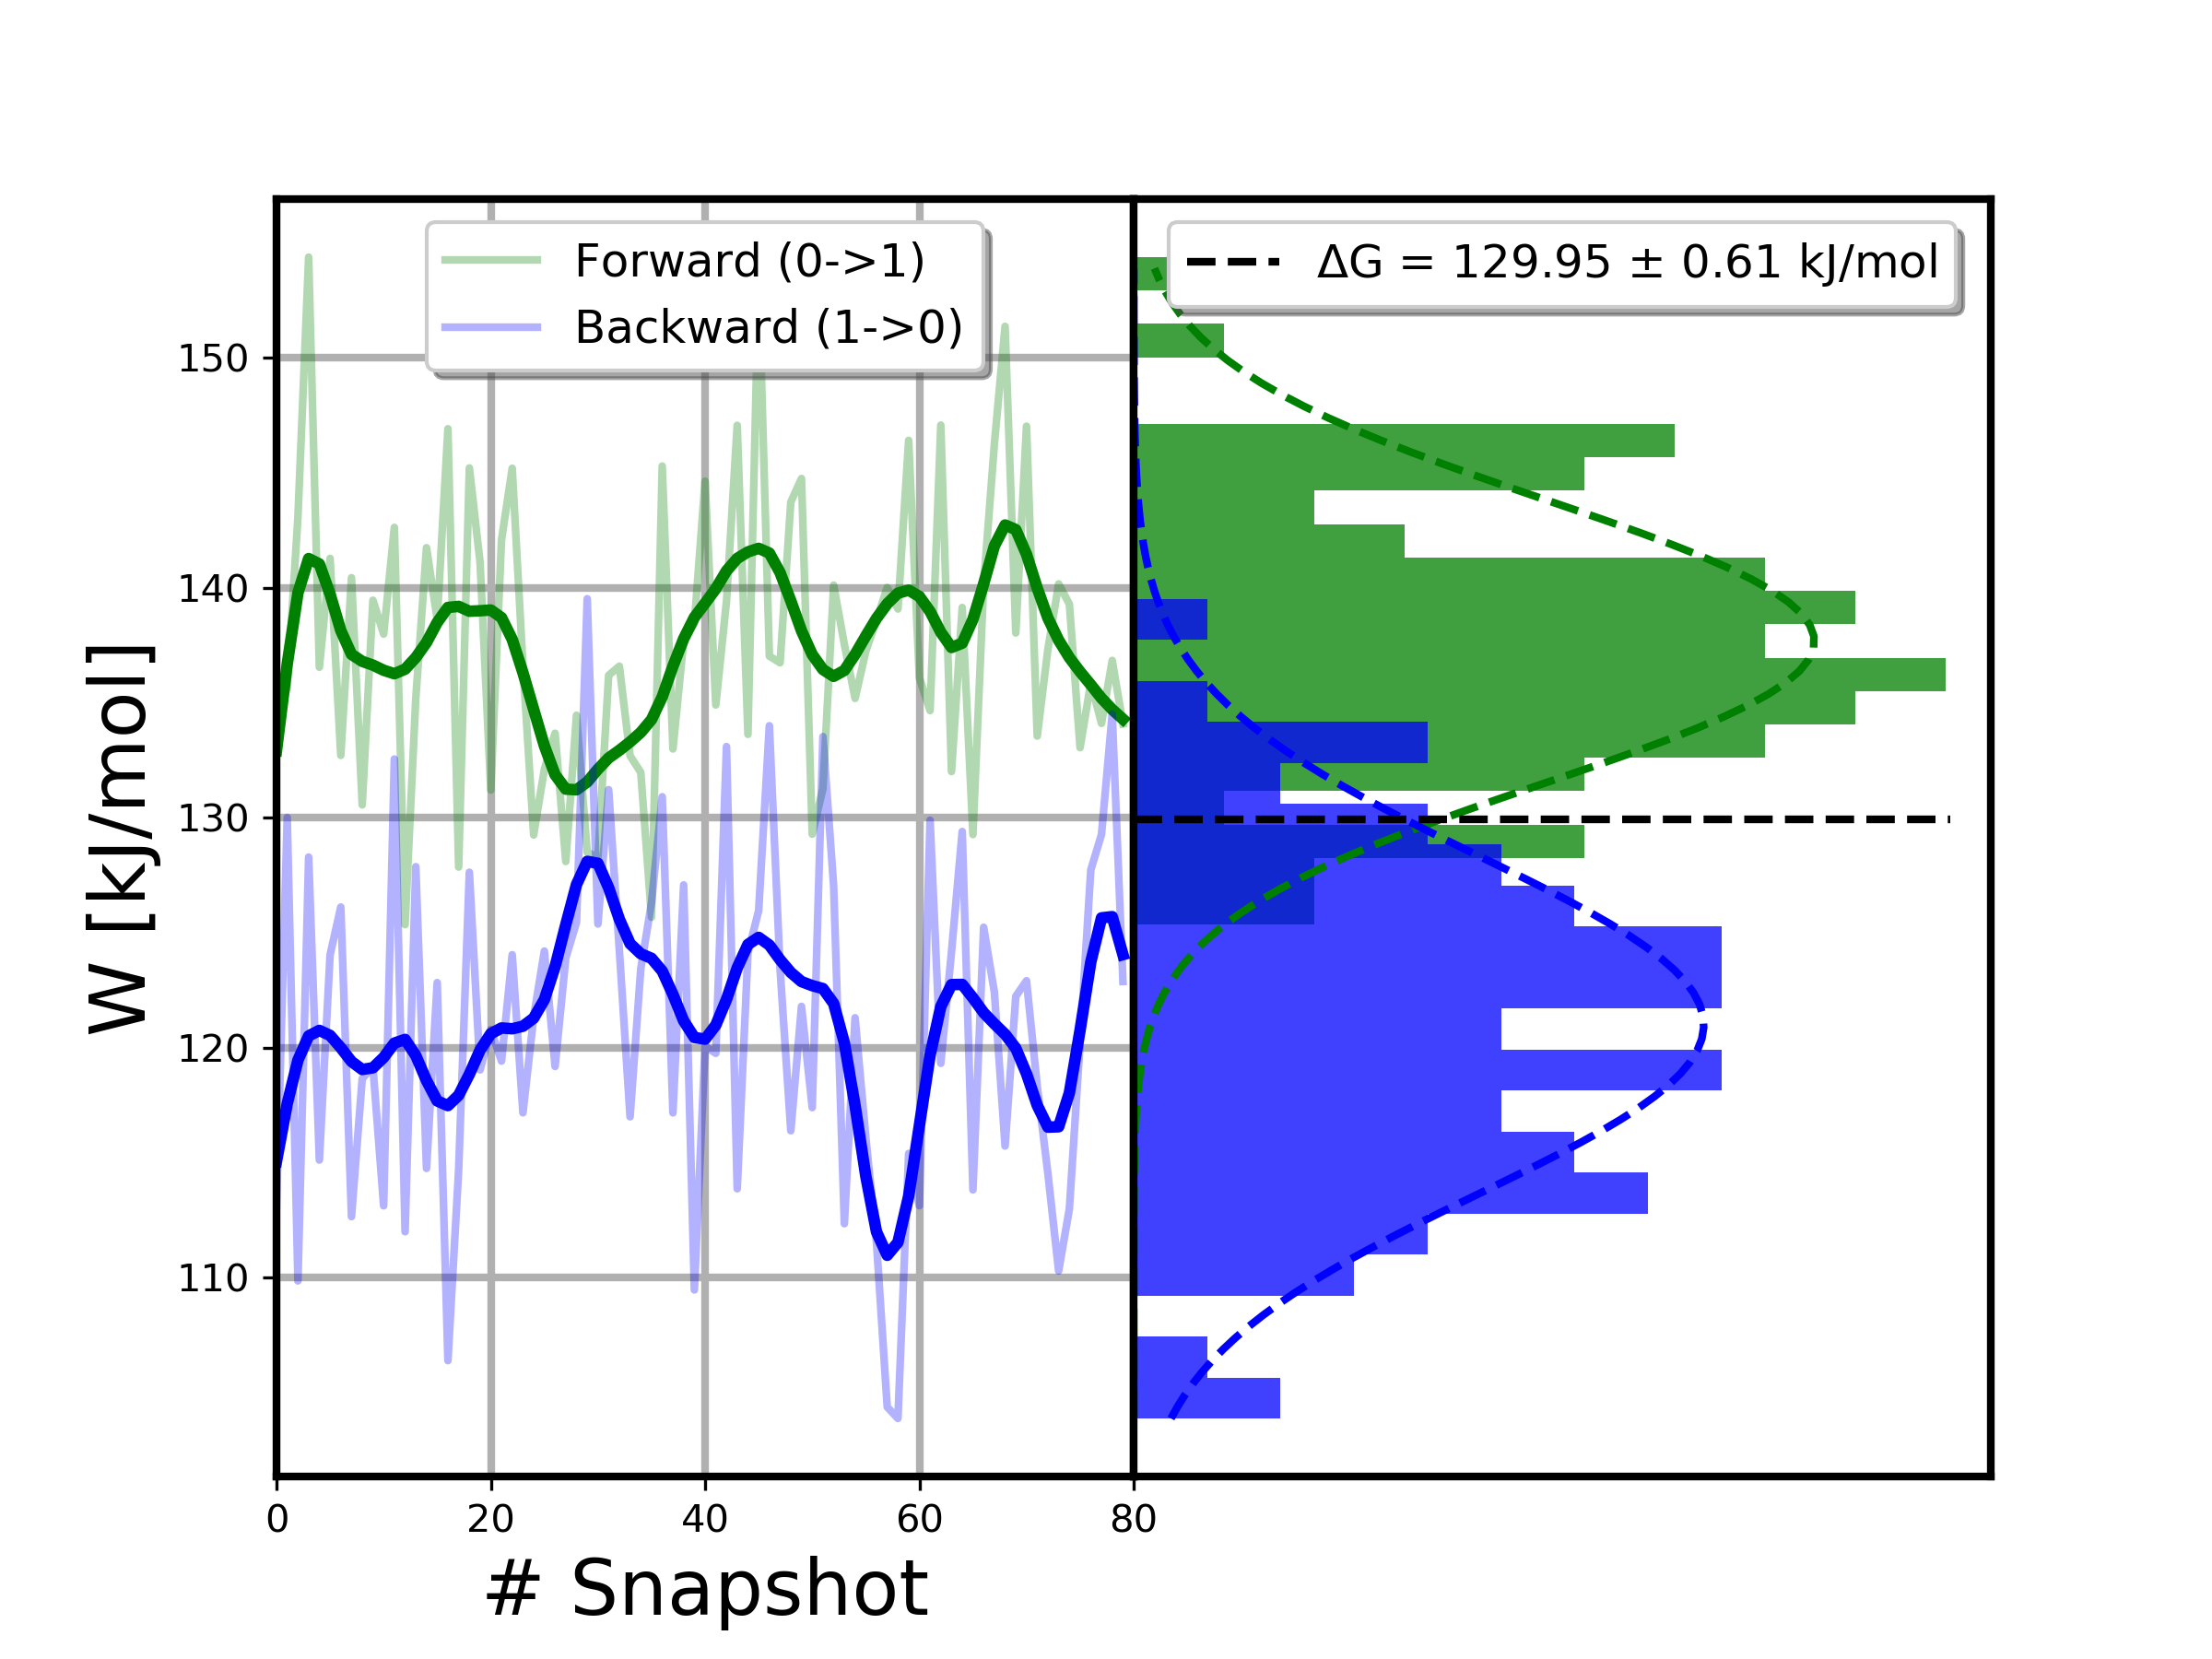 Forward (0->1)
Backward (1->0)
ΔG = 129.95 ± 0.61 kJ/mol
W [kJ/mol]
150
140
130
120
110
0 20 40 60 80
# Snapshot